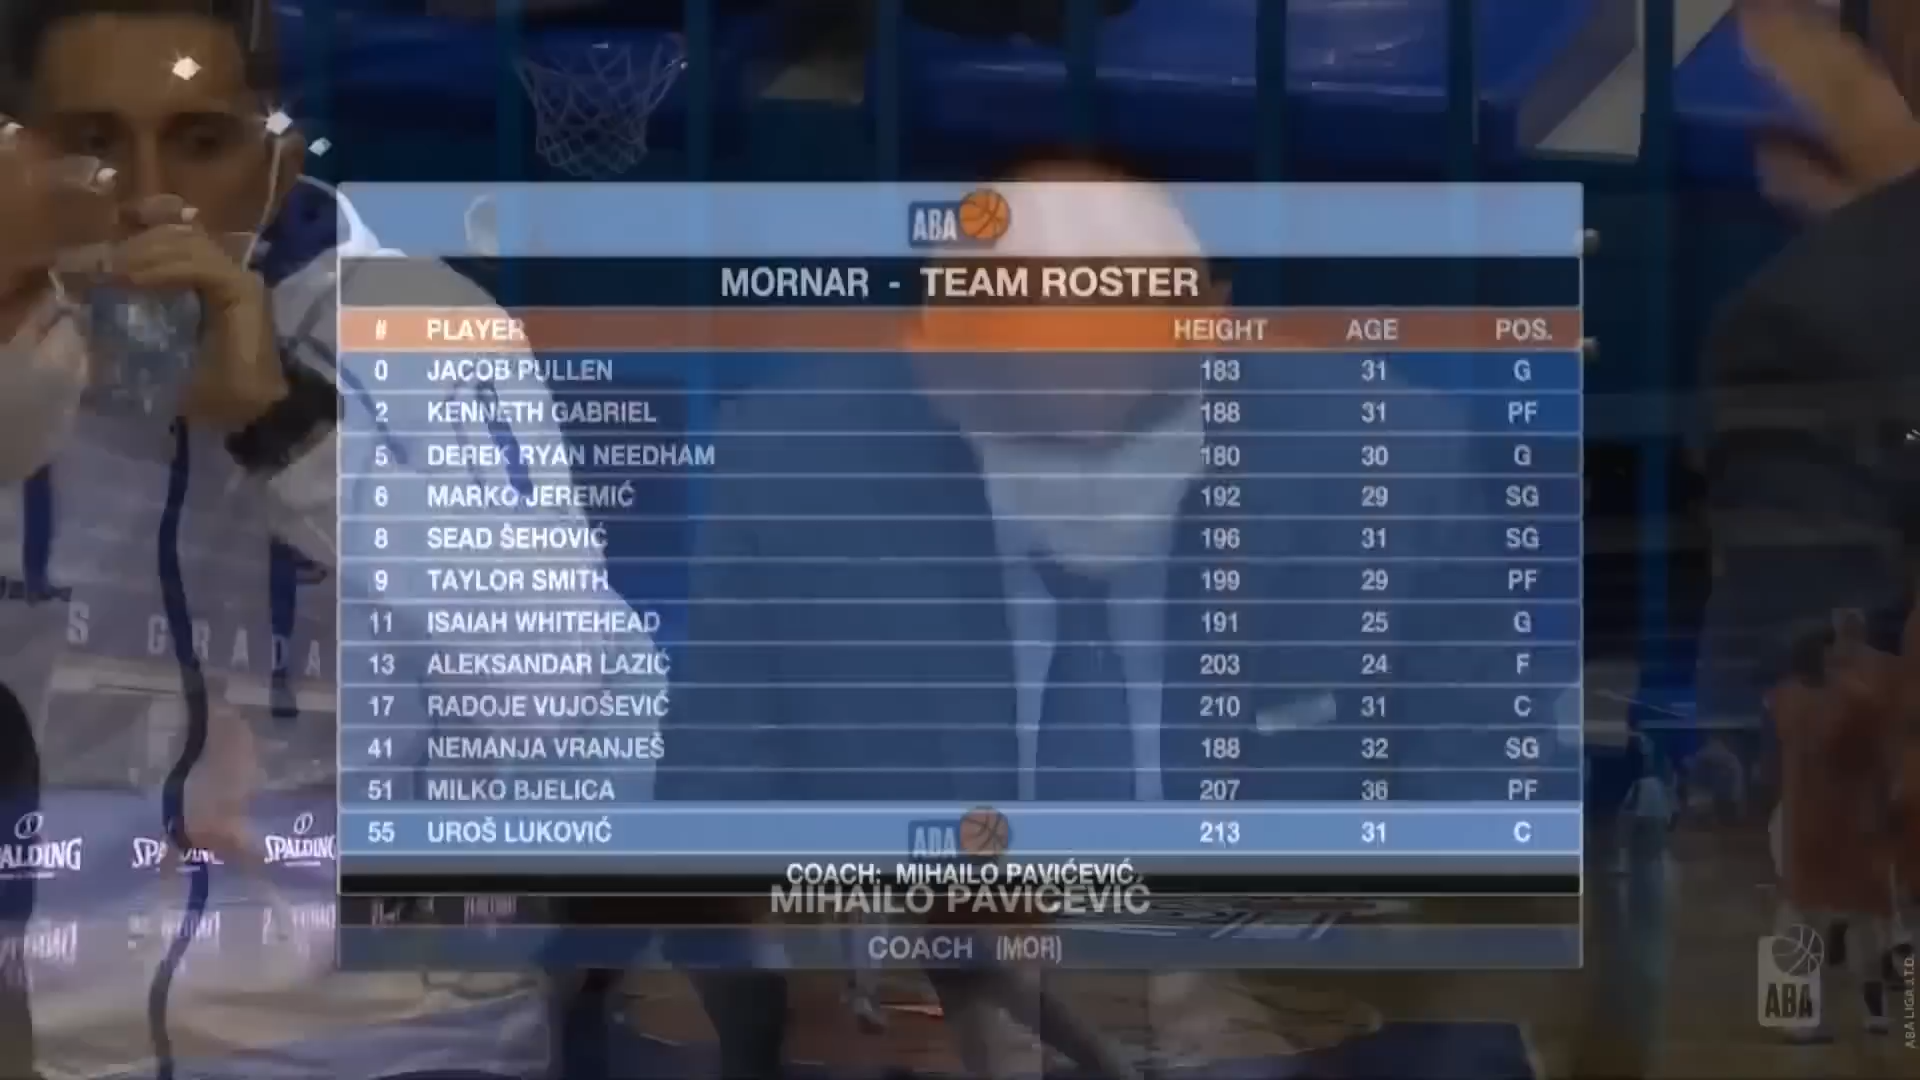 ABA
MORNAR - TEAM ROSTER
# PLAYER HEIGHT AGE POS.
0 JACOB PULLEN 183 31 G
2 KENNETH GABRIEL 188 31 PF
5 DEREK RYAN NEEDHAM 180 30 G
6 MARKO JEREMIĆ 192 29 SG
8 SEAD ŠEHOVIĆ 196 31 SG
9 TAYLOR SMITH 199 29 PF
11 ISAIAH WHITEHEAD 191 25 G
13 ALEKSANDAR LAZIĆ 203 24 F
17 RADOJE VUJOŠEVIĆ 210 31 C
41 NEMANJA VRANJEŠ 188 32 SG
51 MILKO BJELICA 207 36 PF
55 UROŠ LUKOVIĆ 213 31 C
ABA
COACH: MIHAILO PAVIĆEVIĆ
MIHAILO PAVIĆEVIĆ
COACH (MOR)
S GRADA
SPALDING
SPALDING
ABA
ABA LIGA J.T.D.